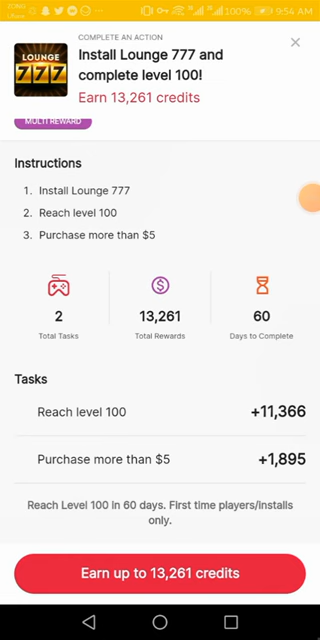 ZONG
100% 9:54 AM
COMPLETE AN ACTION
Install Lounge 777 and
complete level 100!
Earn 13,261 credits
LOUNGE
777
MULTI REWARD
Instructions
1. Install Lounge 777
2. Reach level 100
3. Purchase more than $5
2 13,261 60
Total Tasks Total Rewards Days to Complete
Tasks
Reach level 100 +11,366
Purchase more than $5 +1,895
Reach Level 100 in 60 days. First time players/installs
only.
Earn up to 13,261 credits